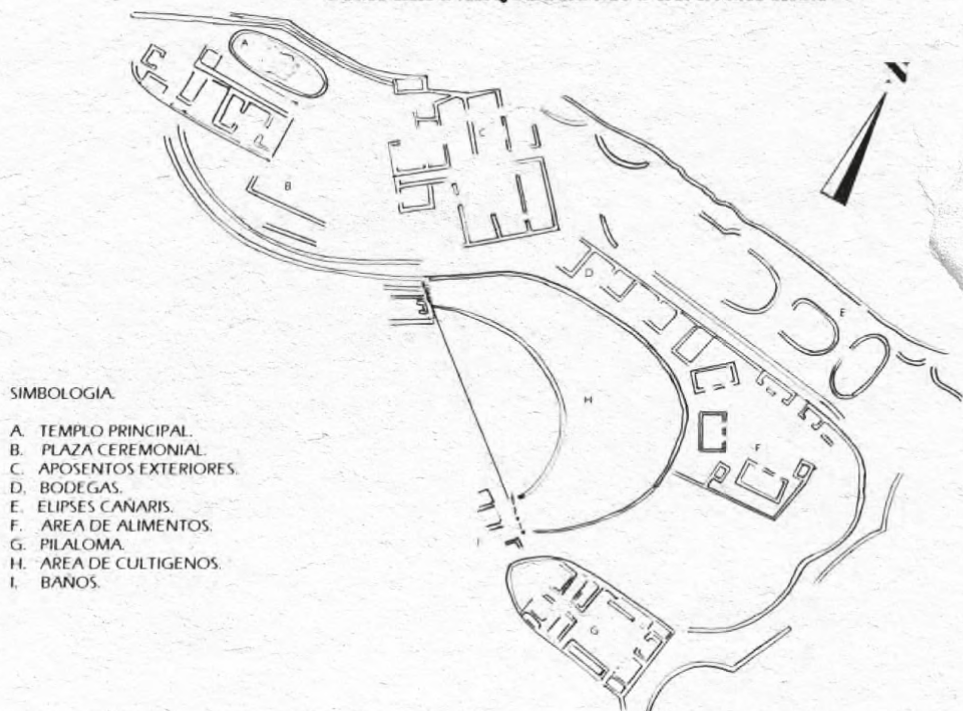 A
B
C
D
E
H
F
I
G
SIMBOLOGIA.
A. TEMPLO PRINCIPAL.
B. PLAZA CEREMONIAL.
C. APOSENTOS EXTERIORES.
D. BODEGAS.
E. ELIPSES CAÑARIS.
F. AREA DE ALIMENTOS.
G. PILALOMA.
H. AREA DE CULTIGENOS.
I. BAÑOS.